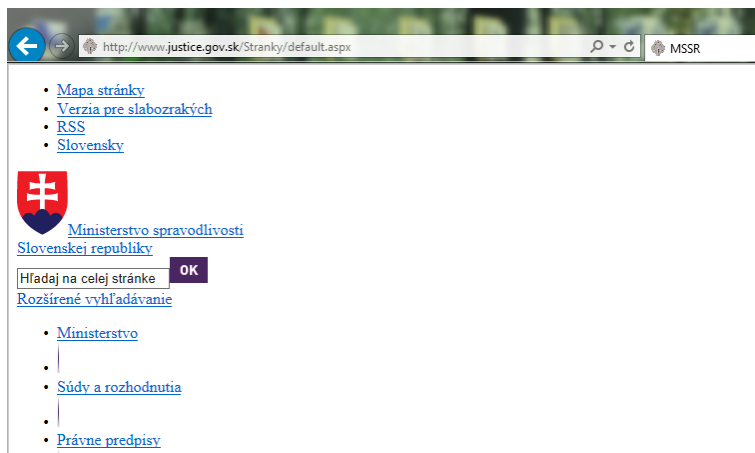 http://www.justice.gov.sk/Stranky/default.aspx
MSSR
Mapa stránky
Verzia pre slabozrakých
RSS
Slovensky
Ministerstvo spravodlivosti
Slovenskej republiky
Hľadaj na celej stránke OK
Rozšírené vyhľadávanie
Ministerstvo
Súdy a rozhodnutia
Právne predpisy